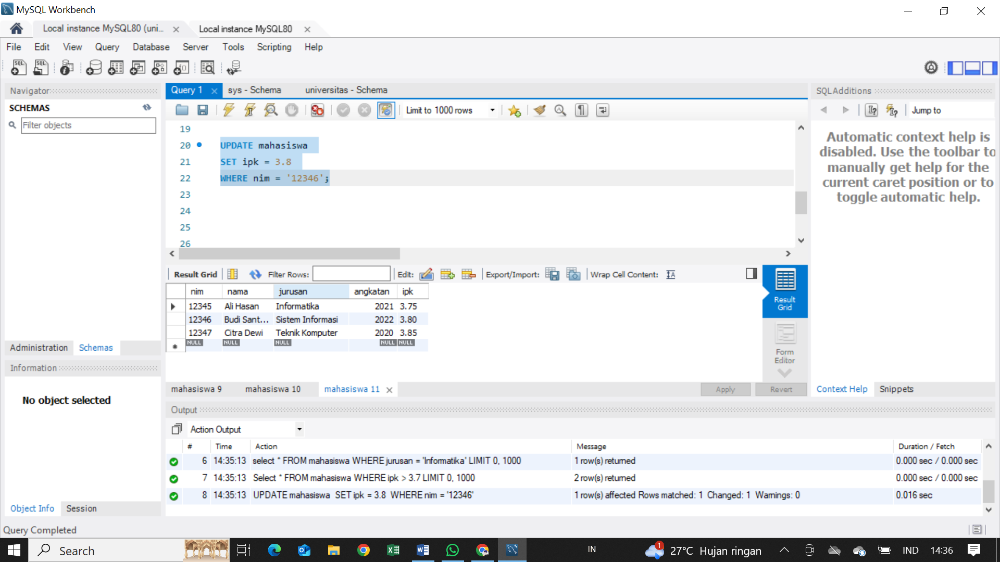 MySQL Workbench
Local instance MySQL80 (uni...
Local instance MySQL80
File Edit View Query Database Server Tools Scripting Help
Navigator
SCHEMAS
Filter objects
Administration Schemas
Information
No object selected
Object Info Session
Query 1 sys - Schema universitas - Schema
Limit to 1000 rows
19
20 UPDATE mahasiswa
21 SET ipk = 3.8
22 WHERE nim = '12346';
23
24
25
26
Result Grid Filter Rows: Edit: Export/Import: Wrap Cell Content:
nim nama jurusan angkatan ipk
12345 Ali Hasan Informatika 2021 3.75
12346 Budi Sant... Sistem Informasi 2022 3.80
12347 Citra Dewi Teknik Komputer 2020 3.85
NULL NULL NULL NULL NULL
Result Grid
Form Editor
mahasiswa 9 mahasiswa 10 mahasiswa 11
Apply Revert
SQLAdditions
Jump to
Automatic context help is
disabled. Use the toolbar to
manually get help for the
current caret position or to
toggle automatic help.
Context Help Snippets
Output
Action Output
# Time Action Message Duration / Fetch
6 14:35:13 select * FROM mahasiswa WHERE jurusan = 'Informatika' LIMIT 0, 1000 1 row(s) returned 0.000 sec / 0.000 sec
7 14:35:13 Select * FROM mahasiswa WHERE ipk > 3.7 LIMIT 0, 1000 2 row(s) returned 0.000 sec / 0.000 sec
8 14:35:13 UPDATE mahasiswa SET ipk = 3.8 WHERE nim = '12346' 1 row(s) affected Rows matched: 1 Changed: 1 Warnings: 0 0.016 sec
Query Completed
Search
IN
1
27°C Hujan ringan
IND 14:36